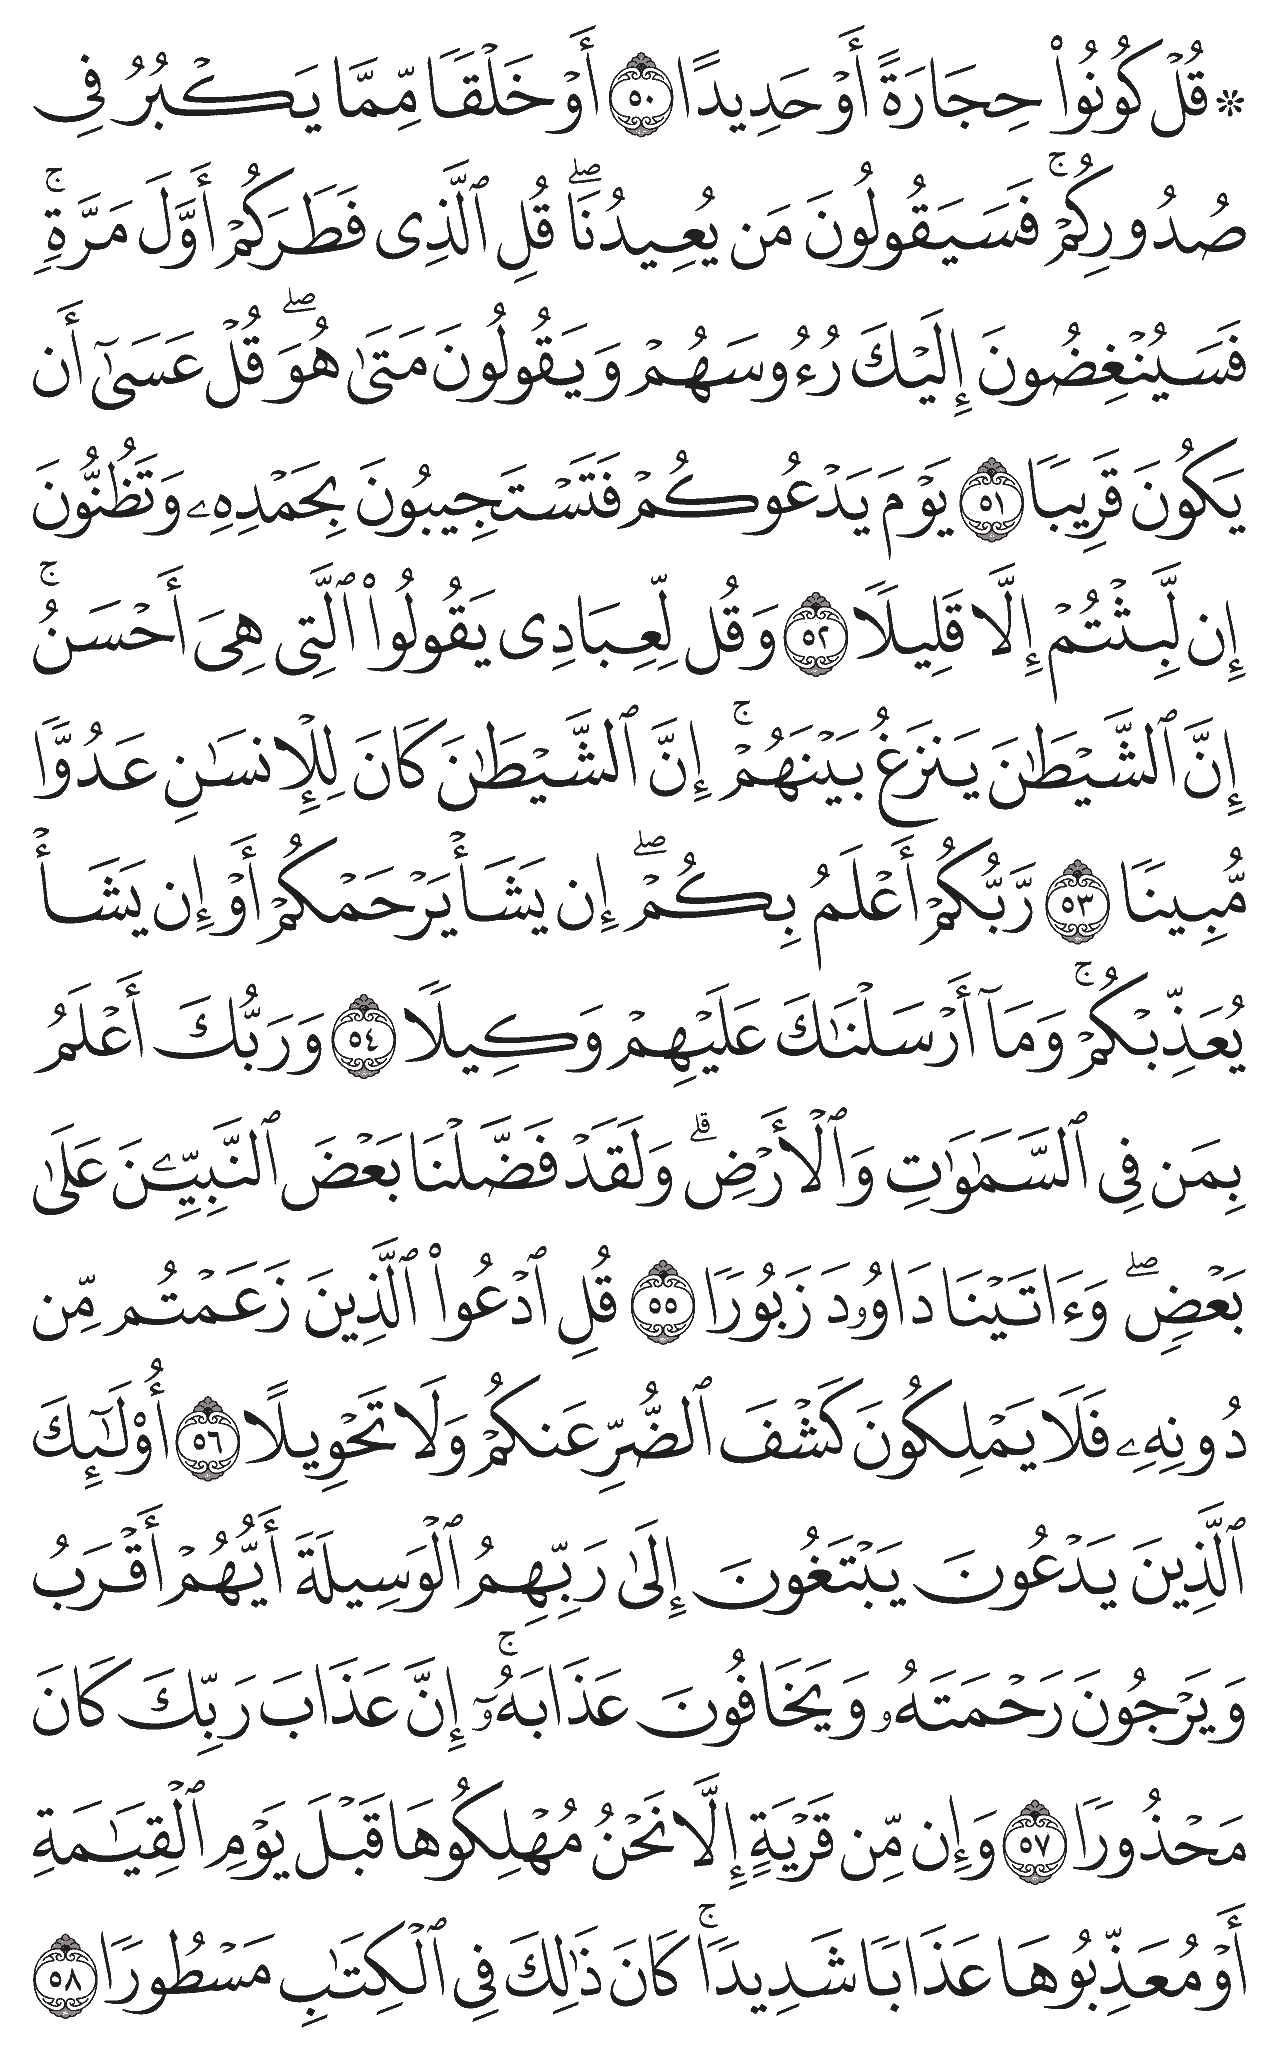 ۞ قُلْ كُونُوا۟ حِجَارَةً أَوْ حَدِيدًا ۝٥٠ أَوْ خَلْقًا مِّمَّا يَكْبُرُ فِى
صُدُورِكُمْ ۚ فَسَيَقُولُونَ مَن يُعِيدُنَا ۖ قُلِ ٱلَّذِى فَطَرَكُمْ أَوَّلَ مَرَّةٍ ۚ
فَسَيُنْغِضُونَ إِلَيْكَ رُءُوسَهُمْ وَيَقُولُونَ مَتَىٰ هُوَ ۖ قُلْ عَسَىٰٓ أَن
يَكُونَ قَرِيبًا ۝٥١ يَوْمَ يَدْعُوكُمْ فَتَسْتَجِيبُونَ بِحَمْدِهِۦ وَتَظُنُّونَ
إِن لَّبِثْتُمْ إِلَّا قَلِيلًا ۝٥٢ وَقُل لِّعِبَادِى يَقُولُوا۟ ٱلَّتِى هِىَ أَحْسَنُ ۚ
إِنَّ ٱلشَّيْطَٰنَ يَنزَغُ بَيْنَهُمْ ۚ إِنَّ ٱلشَّيْطَٰنَ كَانَ لِلْإِنسَٰنِ عَدُوًّا
مُّبِينًا ۝٥٣ رَّبُّكُمْ أَعْلَمُ بِكُمْ ۖ إِن يَشَأْ يَرْحَمْكُمْ أَوْ إِن يَشَأْ
يُعَذِّبْكُمْ ۚ وَمَآ أَرْسَلْنَٰكَ عَلَيْهِمْ وَكِيلًا ۝٥٤ وَرَبُّكَ أَعْلَمُ
بِمَن فِى ٱلسَّمَٰوَٰتِ وَٱلْأَرْضِ ۗ وَلَقَدْ فَضَّلْنَا بَعْضَ ٱلنَّبِيِّـۧنَ عَلَىٰ
بَعْضٍ ۖ وَءَاتَيْنَا دَاوُۥدَ زَبُورًا ۝٥٥ قُلِ ٱدْعُوا۟ ٱلَّذِينَ زَعَمْتُم مِّن
دُونِهِۦ فَلَا يَمْلِكُونَ كَشْفَ ٱلضُّرِّ عَنكُمْ وَلَا تَحْوِيلًا ۝٥٦ أُو۟لَٰٓئِكَ
ٱلَّذِينَ يَدْعُونَ يَبْتَغُونَ إِلَىٰ رَبِّهِمُ ٱلْوَسِيلَةَ أَيُّهُمْ أَقْرَبُ
وَيَرْجُونَ رَحْمَتَهُۥ وَيَخَافُونَ عَذَابَهُۥٓ ۚ إِنَّ عَذَابَ رَبِّكَ كَانَ
مَحْذُورًا ۝٥٧ وَإِن مِّن قَرْيَةٍ إِلَّا نَحْنُ مُهْلِكُوهَا قَبْلَ يَوْمِ ٱلْقِيَٰمَةِ
أَوْ مُعَذِّبُوهَا عَذَابًا شَدِيدًا ۚ كَانَ ذَٰلِكَ فِى ٱلْكِتَٰبِ مَسْطُورًا ۝٥٨